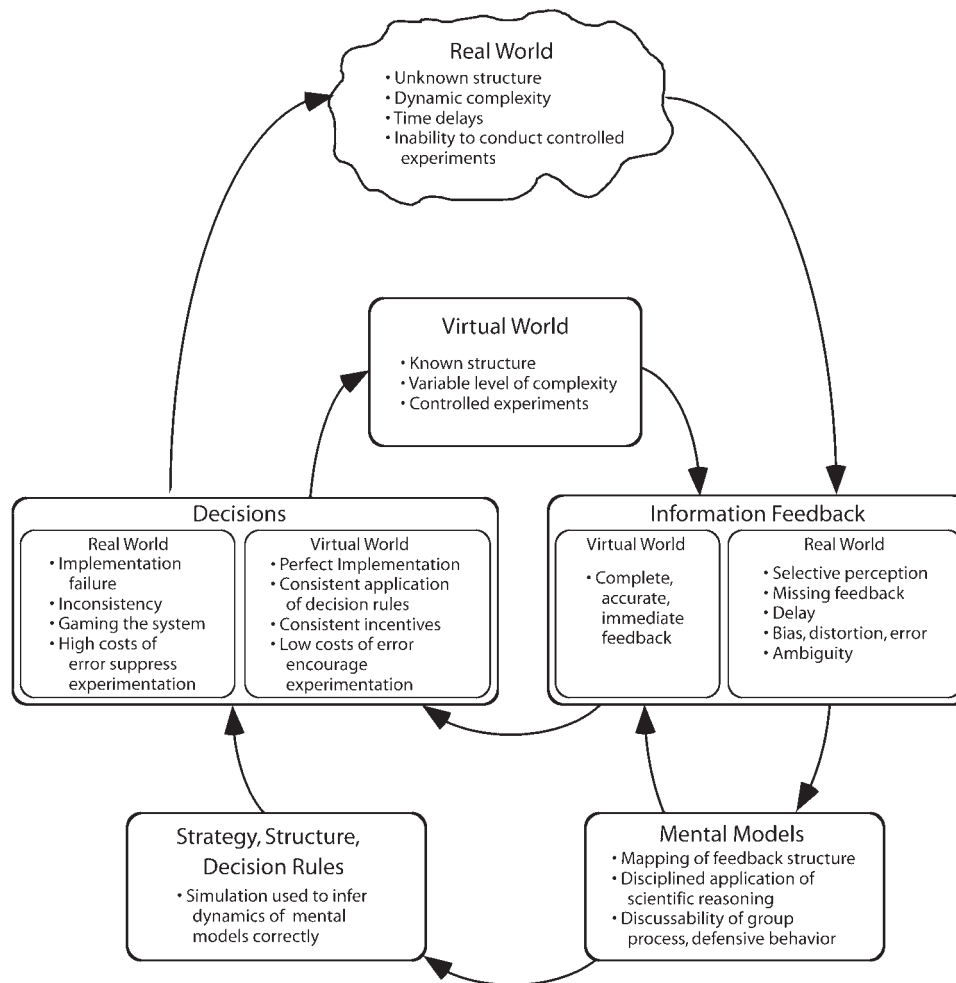 Real World
• Unknown structure
• Dynamic complexity
• Time delays
• Inability to conduct controlled
experiments
Virtual World
• Known structure
• Variable level of complexity
• Controlled experiments
Decisions
Real World
• Implementation
failure
• Inconsistency
• Gaming the system
• High costs of
error suppress
experimentation
Virtual World
• Perfect Implementation
• Consistent application
of decision rules
• Consistent incentives
• Low costs of error
encourage
experimentation
Information Feedback
Virtual World
• Complete,
accurate,
immediate
feedback
Real World
• Selective perception
• Missing feedback
• Delay
• Bias, distortion, error
• Ambiguity
Strategy, Structure,
Decision Rules
• Simulation used to infer
dynamics of mental
models correctly
Mental Models
• Mapping of feedback structure
• Disciplined application of
scientific reasoning
• Discussability of group
process, defensive behavior